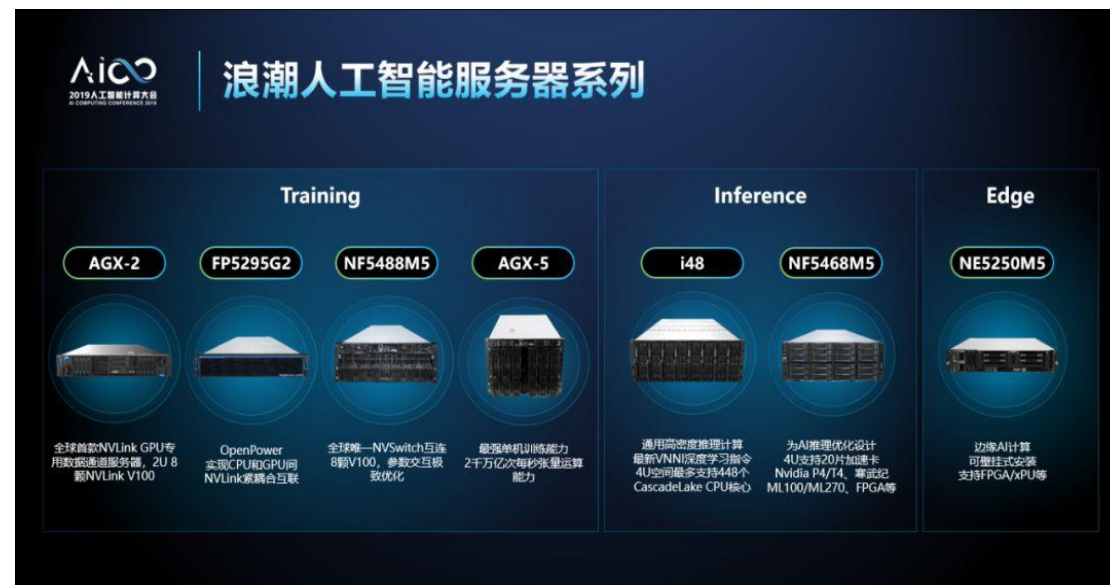 Aico
2019人工智能计算大会
AI COMPUTING CONFERENCE 2019
浪潮人工智能服务器系列
Training
AGX-2
FP5295G2
NF5488M5
AGX-5
全球首款NVLink GPU专
用数据通道服务器，2U 8
颗NVLink V100
OpenPower
实现CPU和GPU间
NVLink紧耦合互联
全球唯一NVSwitch互连
8颗V100，参数交互极
致优化
最强单机训练能力
2千万亿次每秒张量运算
能力
Inference
i48
NF5468M5
通用高密度推理计算
最新VNNI深度学习指令
4U空间最多支持448个
CascadeLake CPU核心
为AI推理优化设计
4U支持20片加速卡
Nvidia P4/T4、寒武纪
ML100/ML270、FPGA等
Edge
NE5250M5
边缘AI计算
可壁挂式安装
支持FPGA/xPU等